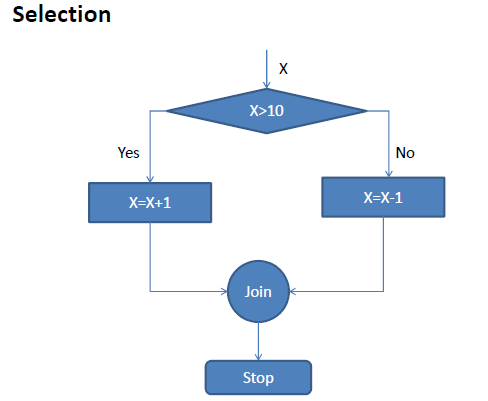 Selection
X
X>10
Yes
No
X=X+1
X=X-1
Join
Stop